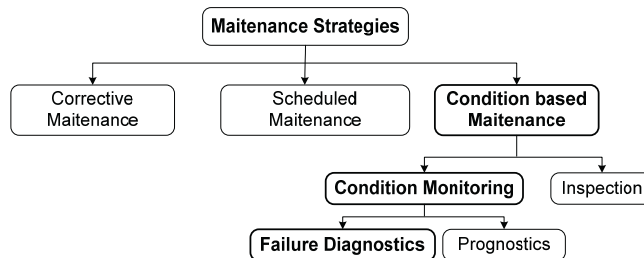 Maitenance Strategies
Corrective
Maitenance
Scheduled
Maitenance
Condition based
Maitenance
Condition Monitoring
Inspection
Failure Diagnostics
Prognostics